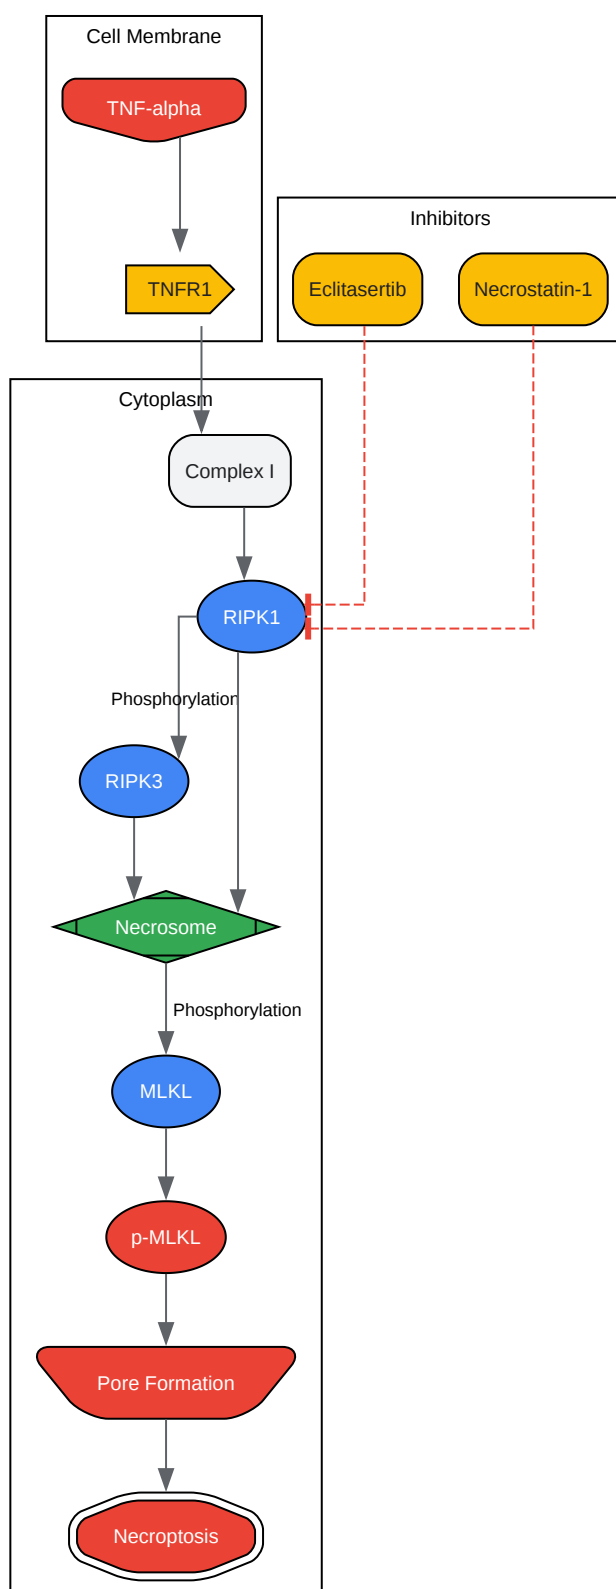 Cell Membrane
TNF-alpha
TNFR1
Inhibitors
Eclitasertib
Necrostatin-1
Cytoplasm
Complex I
RIPK1
Phosphorylation
RIPK3
Necrosome
Phosphorylation
MLKL
p-MLKL
Pore Formation
Necroptosis